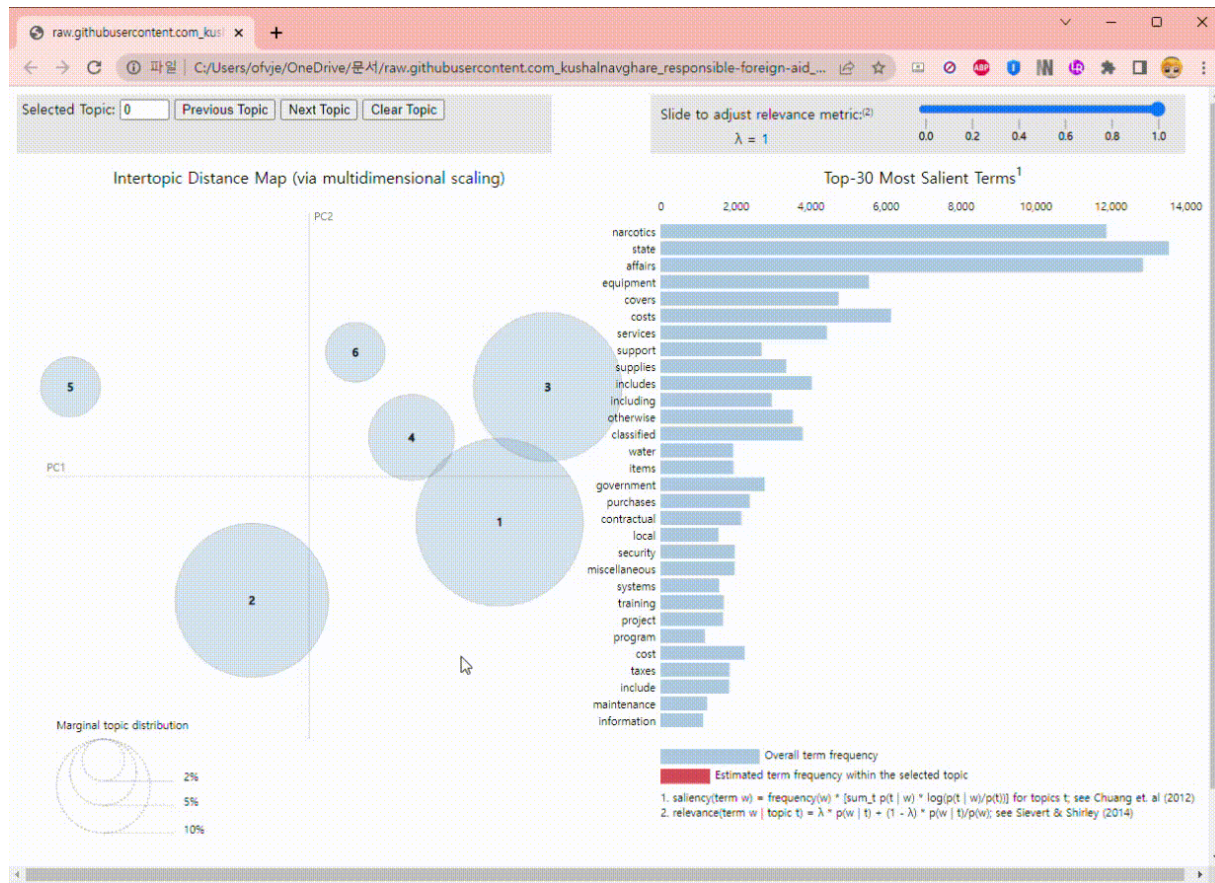 raw.githubusercontent.com_kus
파일 C:/Users/ofvje/OneDrive/문서/raw.githubusercontent.com_kushalnavghare_responsible-foreign-aid_...
ABP
Selected Topic: 0 Previous Topic Next Topic Clear Topic
Slide to adjust relevance metric:(2)
λ = 1
0.0 0.2 0.4 0.6 0.8 1.0
Intertopic Distance Map (via multidimensional scaling)
PC2
PC1
5
6
3
4
1
2
Marginal topic distribution
2%
5%
10%
Top-30 Most Salient Terms1
0 2,000 4,000 6,000 8,000 10,000 12,000 14,000
narcotics
state
affairs
equipment
covers
costs
services
support
supplies
includes
including
otherwise
classified
water
items
government
purchases
contractual
local
security
miscellaneous
systems
training
project
program
cost
taxes
include
maintenance
information
Overall term frequency
Estimated term frequency within the selected topic
1. saliency(term w) = frequency(w) * [sum_t p(t | w) * log(p(t | w)/p(t))] for topics t; see Chuang et. al (2012)
2. relevance(term w | topic t) = λ * p(w | t) + (1 - λ) * p(w | t)/p(w); see Sievert & Shirley (2014)